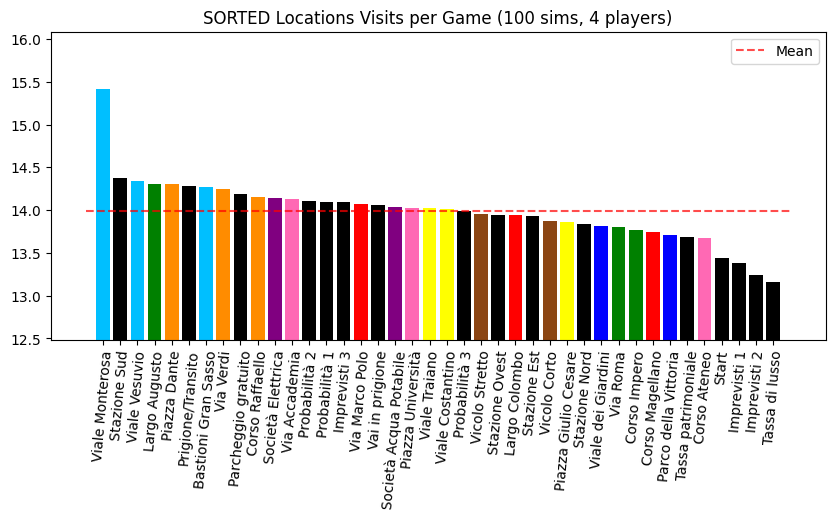 SORTED Locations Visits per Game (100 sims, 4 players)
16.0
15.5
15.0
14.5
14.0
13.5
13.0
12.5
Mean
Viale Monterosa
Stazione Sud
Viale Vesuvio
Largo Augusto
Piazza Dante
Prigione/Transito
Bastioni Gran Sasso
Via Verdi
Parcheggio gratuito
Corso Raffaello
Società Elettrica
Via Accademia
Probabilità 2
Probabilità 1
Imprevisti 3
Via Marco Polo
Vai in prigione
Società Acqua Potabile
Piazza Università
Viale Traiano
Viale Costantino
Probabilità 3
Vicolo Stretto
Stazione Ovest
Largo Colombo
Stazione Est
Vicolo Corto
Piazza Giulio Cesare
Stazione Nord
Viale dei Giardini
Via Roma
Corso Impero
Corso Magellano
Parco della Vittoria
Tassa patrimoniale
Corso Ateneo
Start
Imprevisti 1
Imprevisti 2
Tassa di lusso